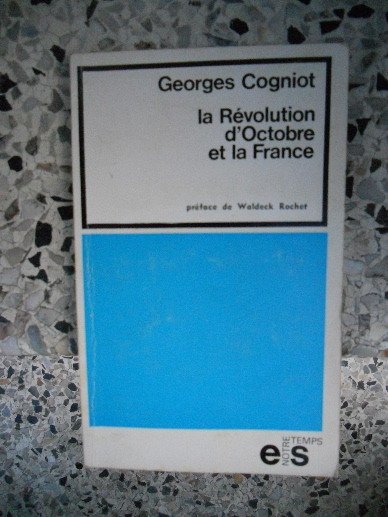 Georges Cogniot
la Révolution
d'Octobre
et la France
préface de Waldeck Rochet
NOTRE TEMPS
es